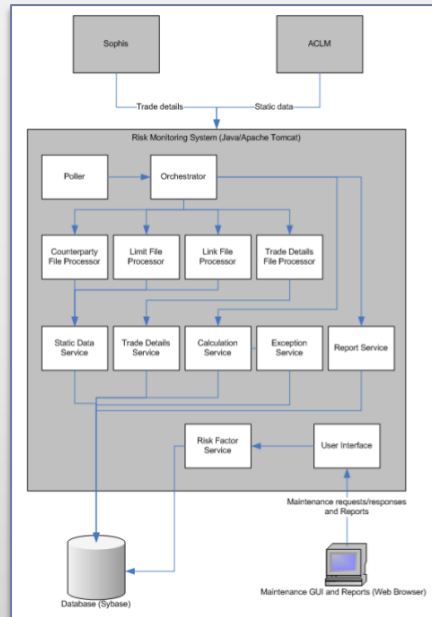 Sophis
ACLM
Trade details
Static data
Risk Monitoring System (Java/Apache Tomcat)
Poller
Orchestrator
Counterparty
File Processor
Limit File
Processor
Link File
Processor
Trade Details
File Processor
Static Data
Service
Trade Details
Service
Calculation
Service
Exception
Service
Report Service
Risk Factor
Service
User Interface
Maintenance requests/responses
and Reports
Database (Sybase)
Maintenance GUI and Reports (Web Browser)